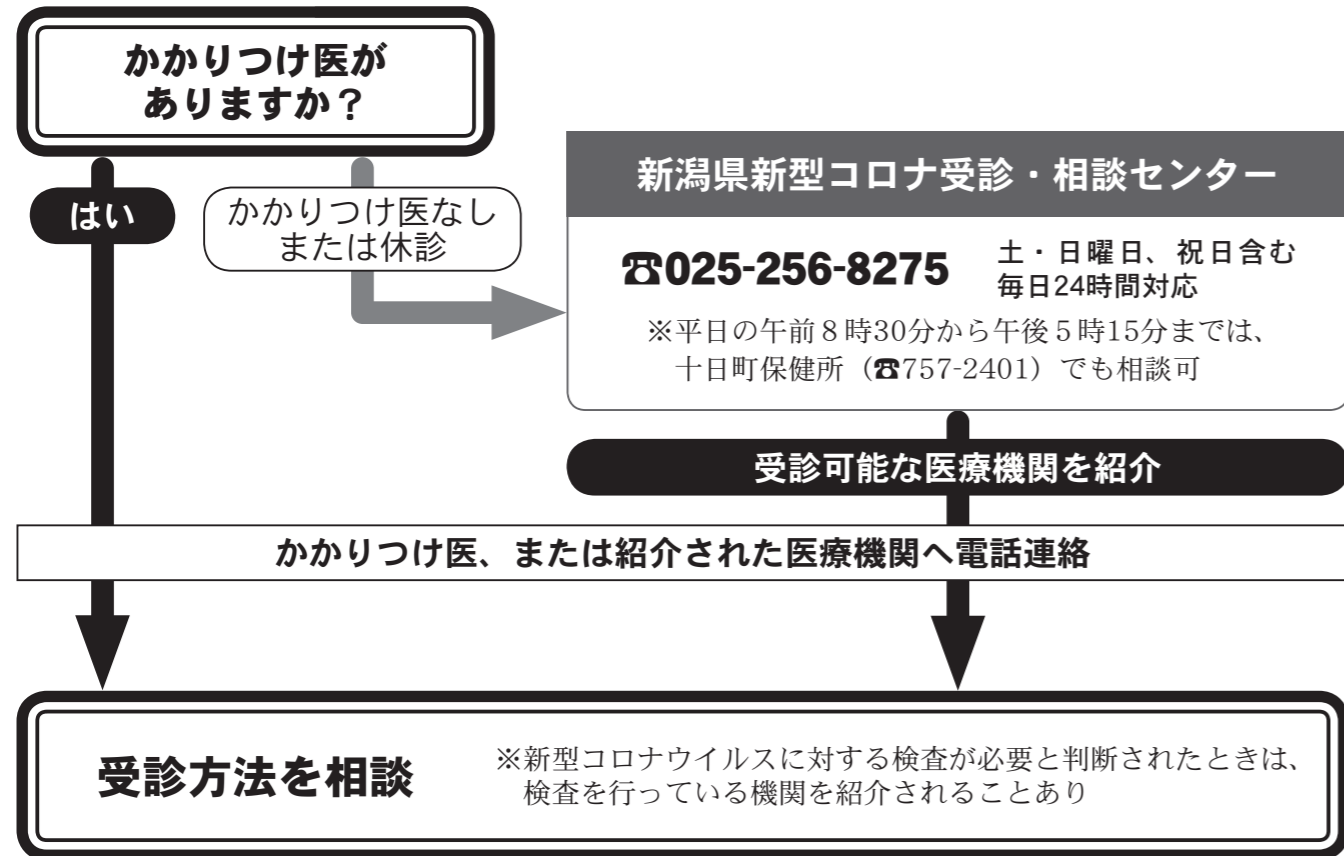 かかりつけ医が
ありますか？
はい
かかりつけ医なし
または休診
新潟県新型コロナ受診・相談センター
☎025-256-8275
土・日曜日、祝日含む
毎日24時間対応
※平日の午前８時30分から午後５時15分までは、
十日町保健所（☎757-2401）でも相談可
受診可能な医療機関を紹介
かかりつけ医、または紹介された医療機関へ電話連絡
受診方法を相談
※新型コロナウイルスに対する検査が必要と判断されたときは、
検査を行っている機関を紹介されることあり